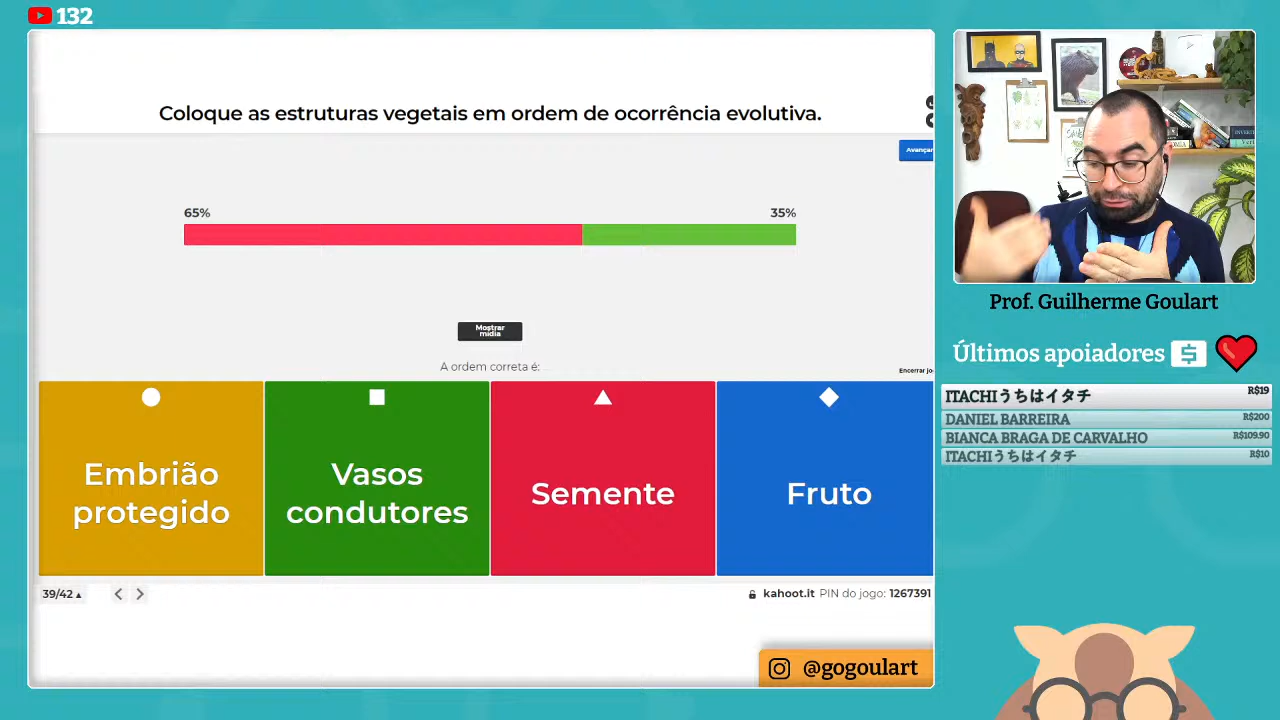 132
Coloque as estruturas vegetais em ordem de ocorrência evolutiva.
Avançar
65%
35%
Mostrar
mídia
A ordem correta é:
Encerrar jo
Embrião
protegido
Vasos
condutores
Semente
Fruto
39/42
kahoot.it PIN do jogo: 1267391
@gogoulart
Prof. Guilherme Goulart
Últimos apoiadores
ITACHIうちはイタチ R$19
DANIEL BARREIRA R$200
BIANCA BRAGA DE CARVALHO R$109.90
ITACHIうちはイタチ R$10